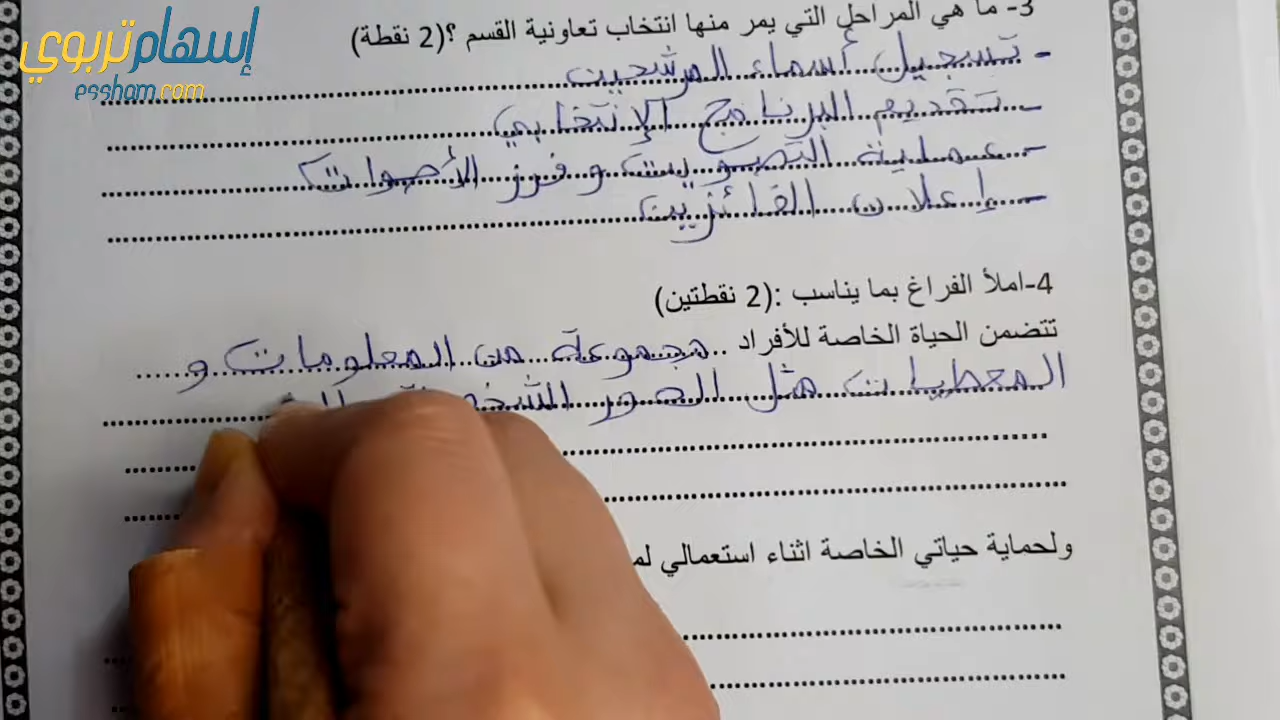 إسهام تربوي
essham.com
3- ما هي المراحل التي يمر منها انتخاب تعاونية القسم ؟(2 نقطة)
- تسجيل أسماء المرشحين
- تقديم البرنامج الإنتخابي
- عملية التصويت وفرز الأصوات
- إعلان الفائزين
4-املأ الفراغ بما يناسب :(2 نقطتين)
تتضمن الحياة الخاصة للأفراد ..مجموعة من المعلومات و
المعطيات مثل الصور
ولحماية حياتي الخاصة اثناء استعمالي